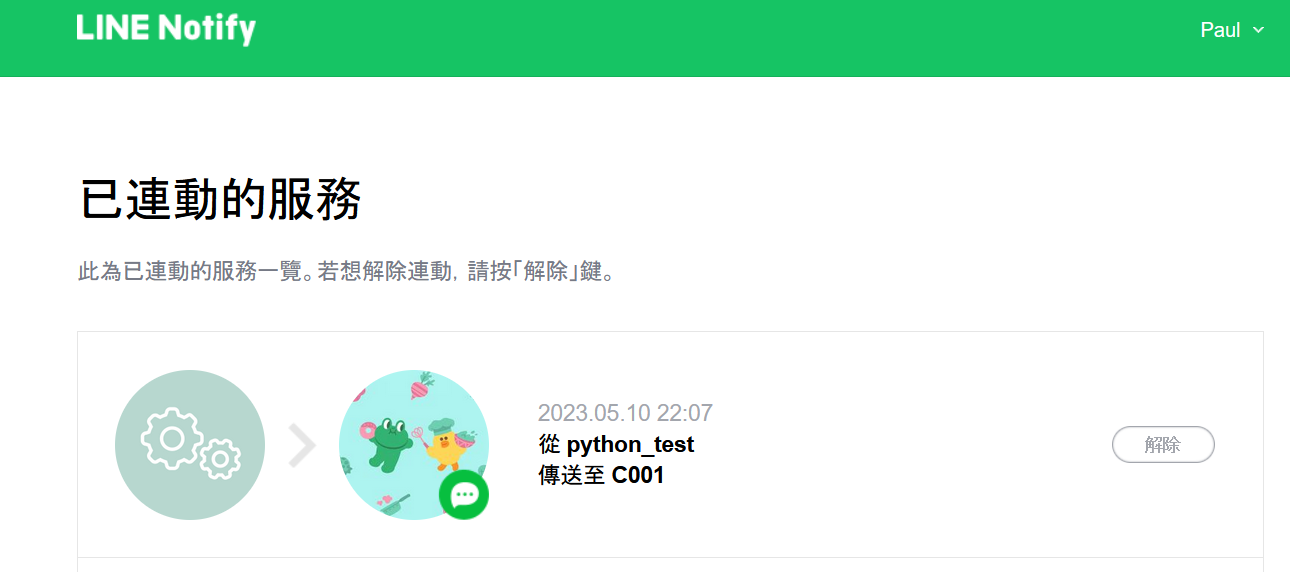 LINE Notify
Paul
已連動的服務
此為已連動的服務一覽。若想解除連動, 請按「解除」鍵。
2023.05.10 22:07
從 python_test
解除
傳送至 C001